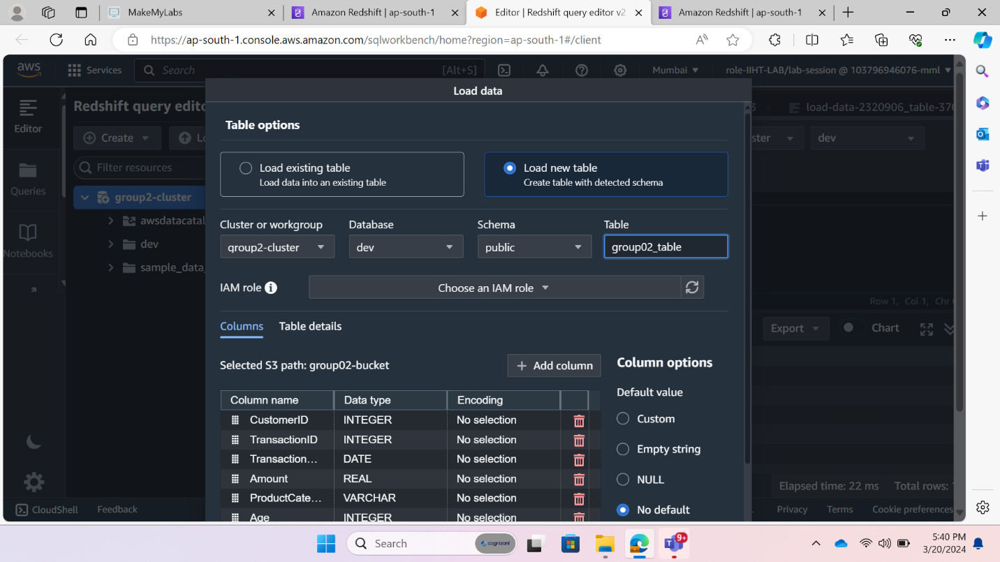 MakeMyLabs
Amazon Redshift | ap-south-1
Editor | Redshift query editor v2
Amazon Redshift | ap-south-1
https://ap-south-1.console.aws.amazon.com/sqlworkbench/home?region=ap-south-1#/client
aws
Services
Search
[Alt+S]
Mumbai
role-IIHT-LAB/lab-session @ 103796946076-mml
Load data
Editor
Queries
Notebooks
Redshift query edito
Create
Lo
Filter resources
group2-cluster
awsdatacatal
dev
sample_data_
Table options
Load existing table
Load data into an existing table
Load new table
Create table with detected schema
Cluster or workgroup
Database
Schema
Table
group2-cluster
dev
public
group02_table
IAM role
Choose an IAM role
Columns
Table details
Selected S3 path: group02-bucket
Add column
Column name
Data type
Encoding
CustomerID
INTEGER
No selection
TransactionID
INTEGER
No selection
Transaction...
DATE
No selection
Amount
REAL
No selection
ProductCate...
VARCHAR
No selection
Age
INTEGER
No selection
Column options
Default value
Custom
Empty string
NULL
No default
3
load-data-2320906_table-370
ster
dev
Row 1, Col 1, Chr
Export
Chart
Elapsed time: 22 ms
Total rows:
CloudShell
Feedback
Privacy
Terms
Cookie preferences
Search
cognizant
9+
5:40 PM
3/20/2024